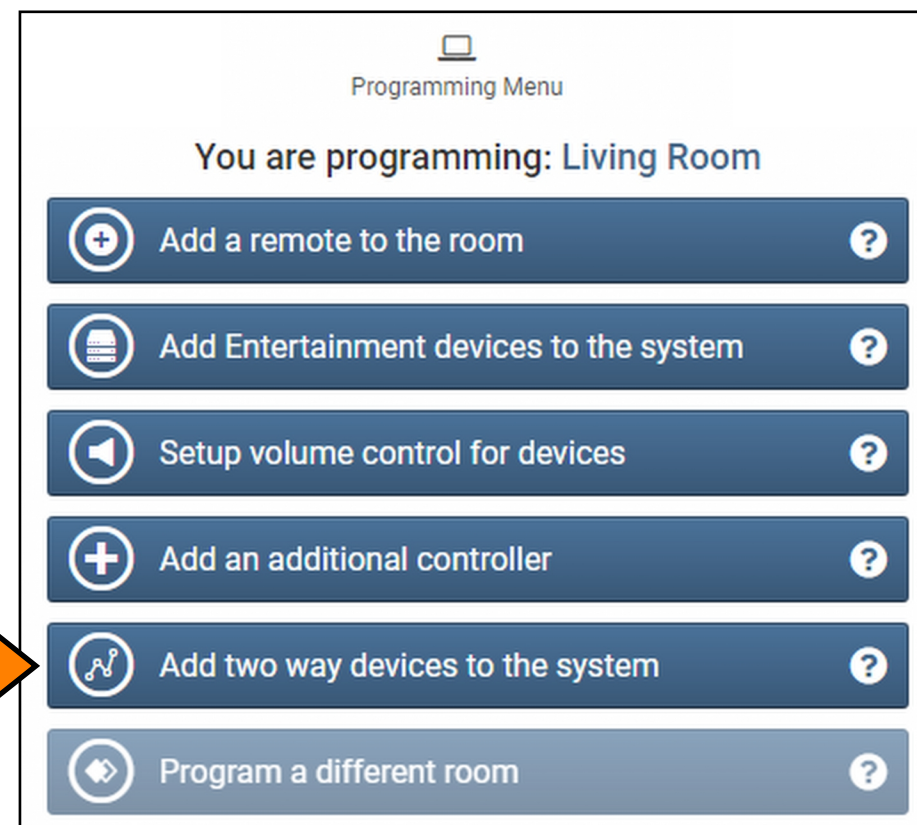 Programming Menu
You are programming: Living Room
Add a remote to the room ?
Add Entertainment devices to the system ?
Setup volume control for devices ?
Add an additional controller ?
Add two way devices to the system ?
Program a different room ?